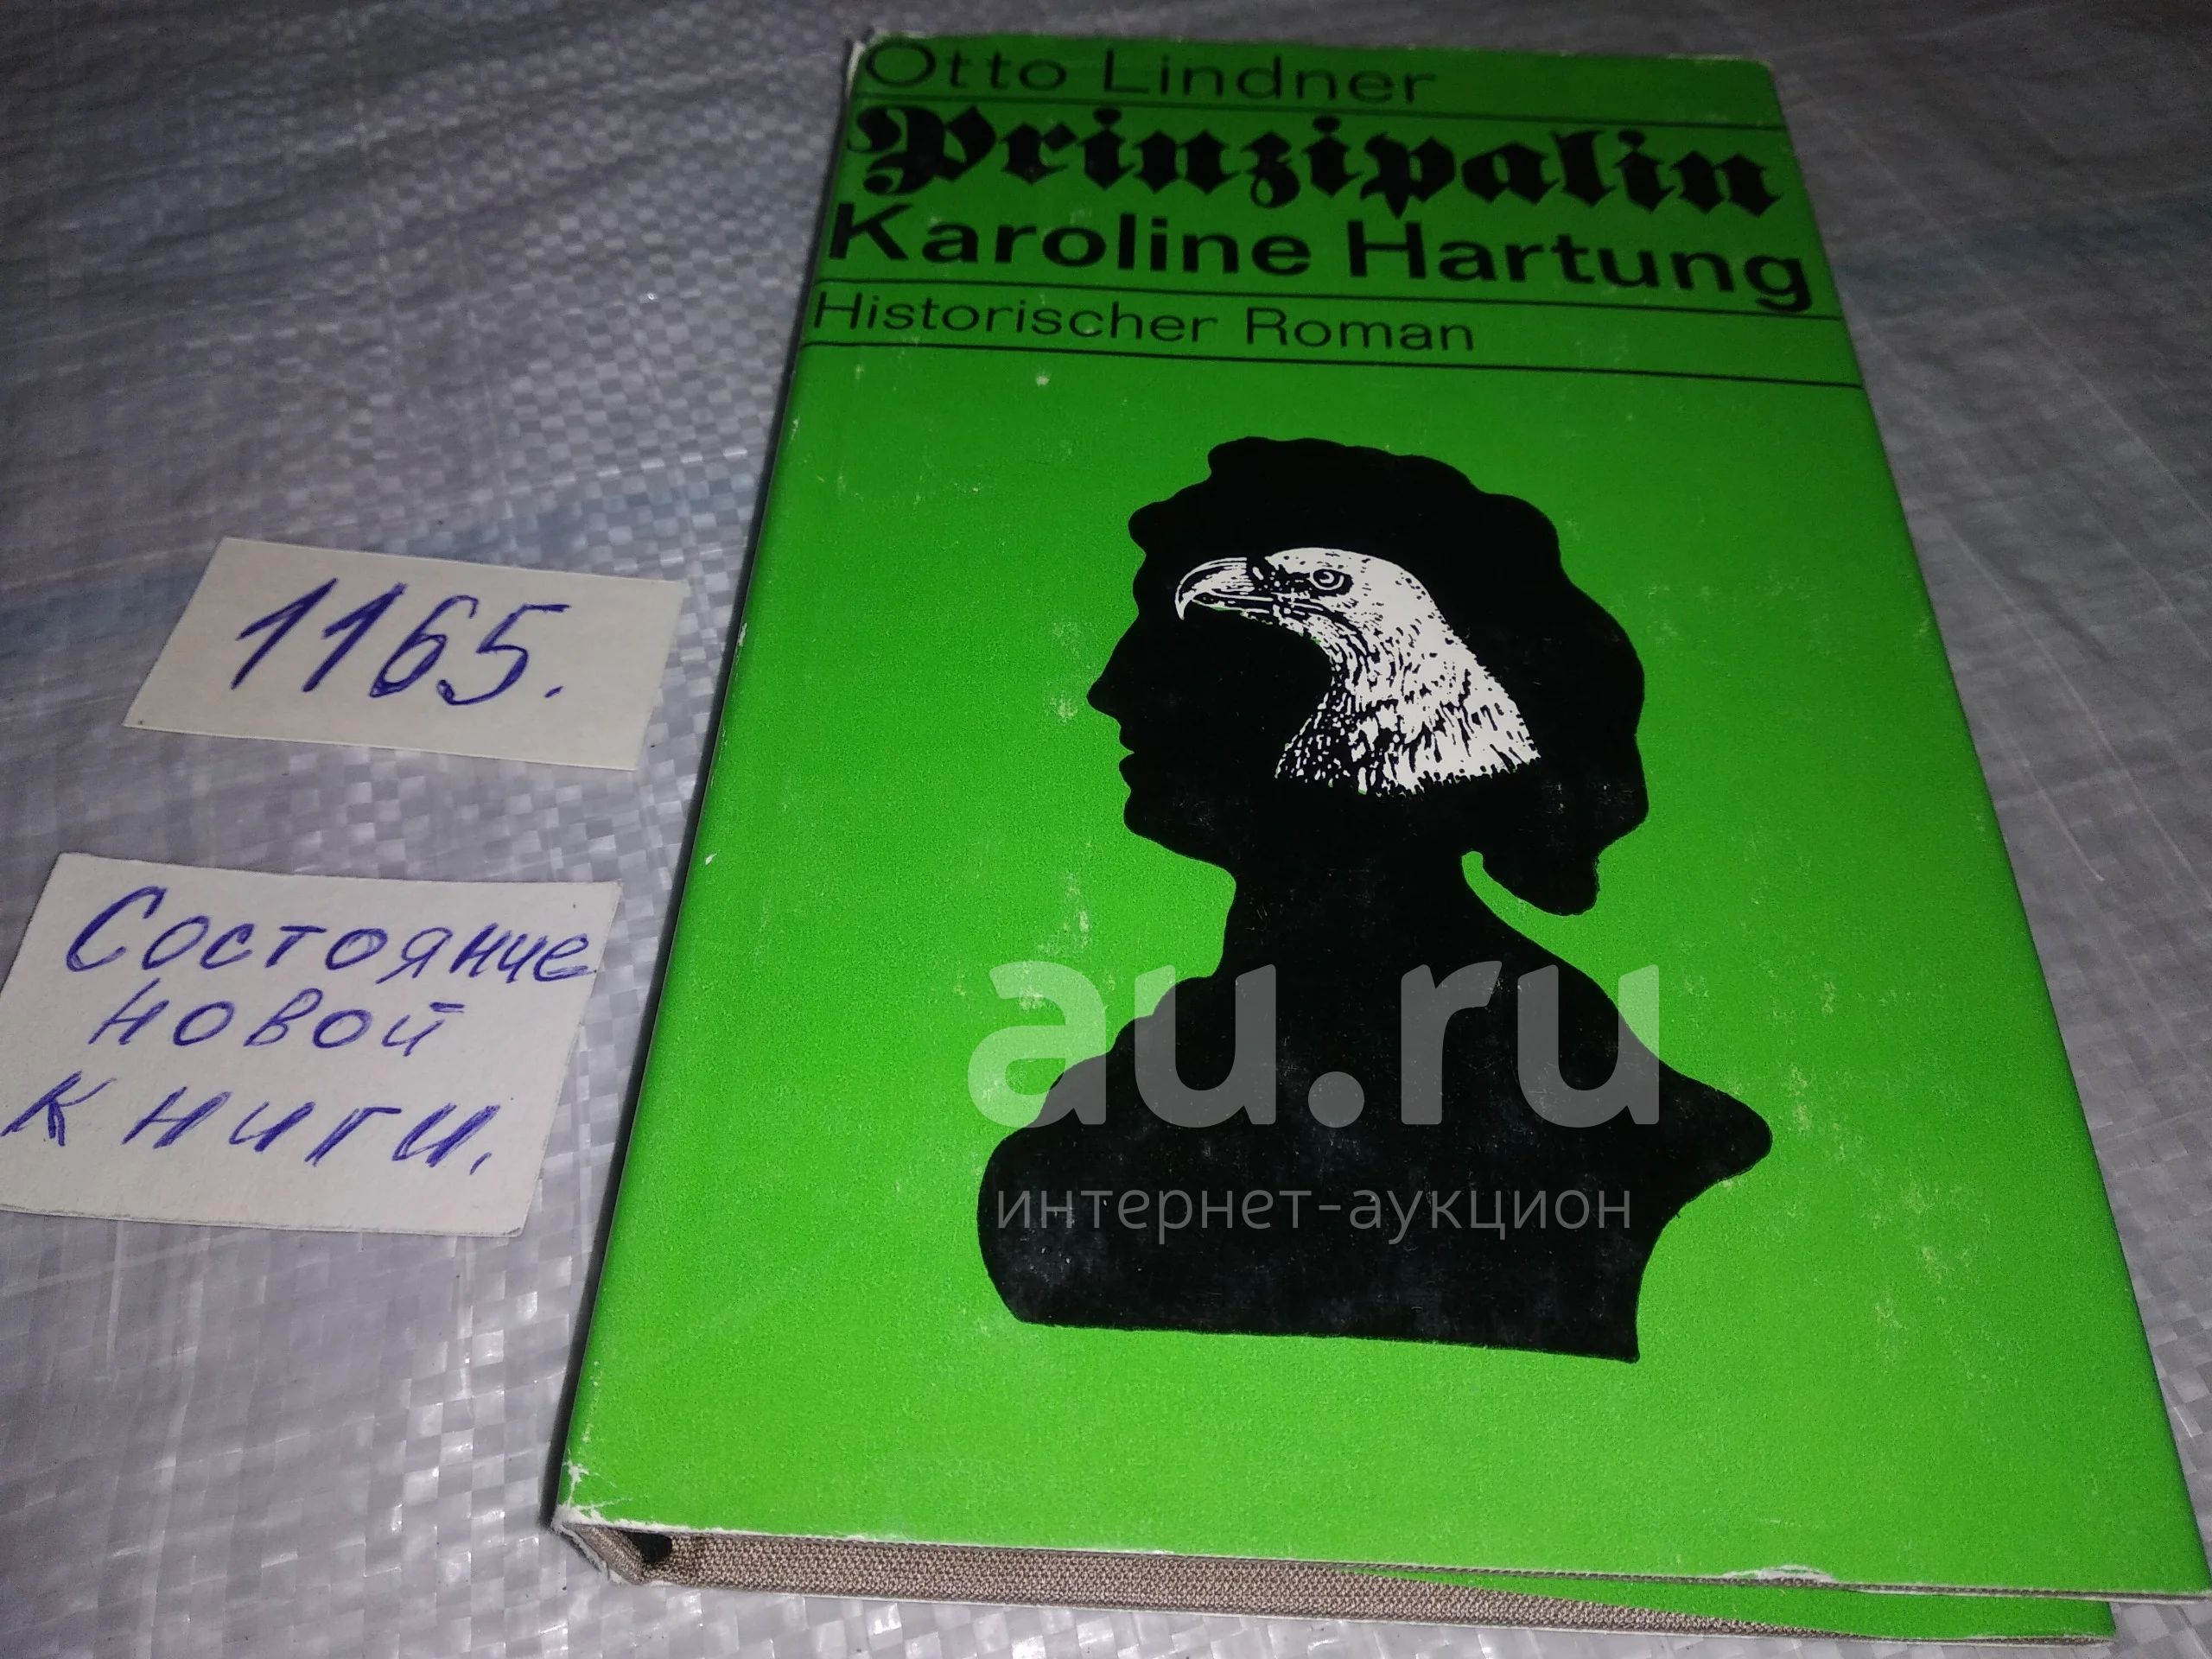 Otto Lindner
Prinzipalin
Karoline Hartung
Historischer Roman
1165.
Состояние
новой
книги.
au.ru
интернет-аукцион